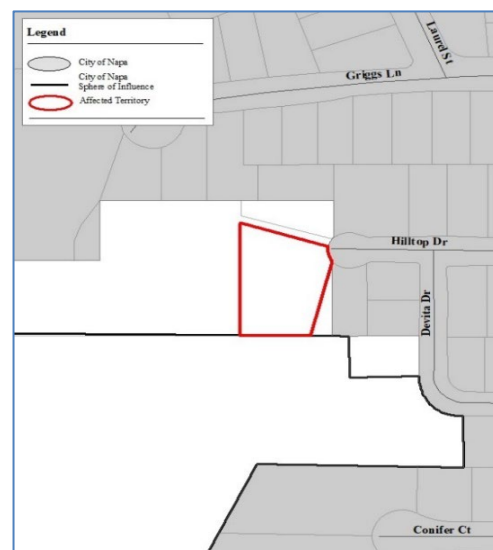 Legend
City of Napa
City of Napa
Sphere of Influence
Affected Territory
Laurel St
Griggs Ln
Hilltop Dr
Devita Dr
Conifer Ct